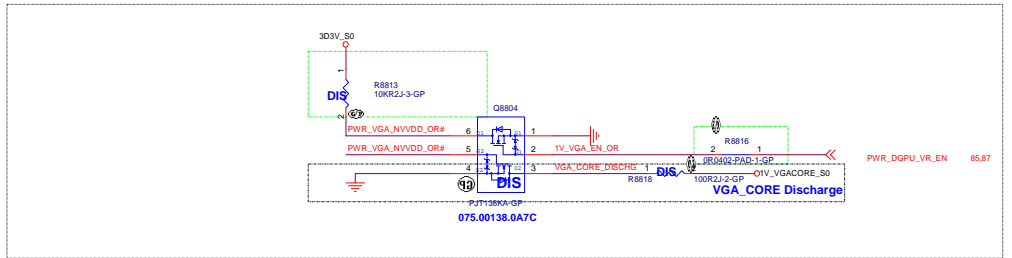 3D3V_S0
1
R8813
10KR2J-3-GP
DIS
2
Q8804
PWR_VGA_NVVDD_OR# 6 1
R8816
PWR_VGA_NVVDD_OR# 5 2 1V_VGA_EN_OR 2 1
0R0402-PAD-1-GP
PWR_DGPU_VR_EN 85,87
4 3 VGA_CORE_DISCHG 1 DIS 2 1V_VGACORE_S0
R8818 100R2J-2-GP
DIS
VGA_CORE Discharge
PJT138KA-GP
075.00138.0A7C